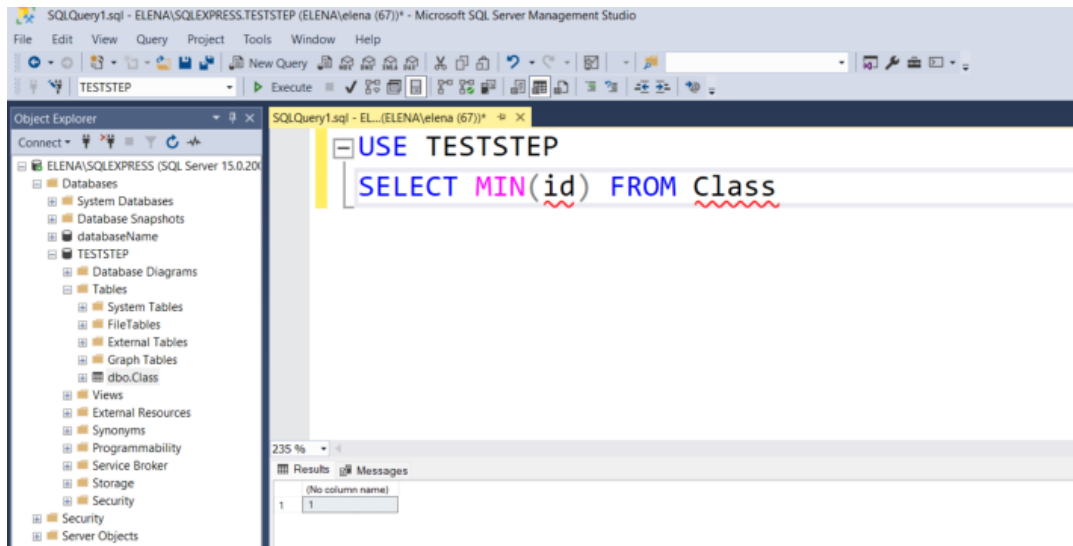 SQLQuery1.sql - ELENA\SQLEXPRESS.TESTSTEP (ELENA\elena (67))* - Microsoft SQL Server Management Studio
File Edit View Query Project Tools Window Help
New Query
TESTSTEP
Execute
Object Explorer
SQLQuery1.sql - EL...(ELENA\elena (67))*
Connect
ELENA\SQLEXPRESS (SQL Server 15.0.200
Databases
System Databases
Database Snapshots
databaseName
TESTSTEP
Database Diagrams
Tables
System Tables
FileTables
External Tables
Graph Tables
dbo.Class
Views
External Resources
Synonyms
Programmability
Service Broker
Storage
Security
Security
Server Objects
USE TESTSTEP
SELECT MIN(id) FROM Class
235 %
Results Messages
(No column name)
1 1